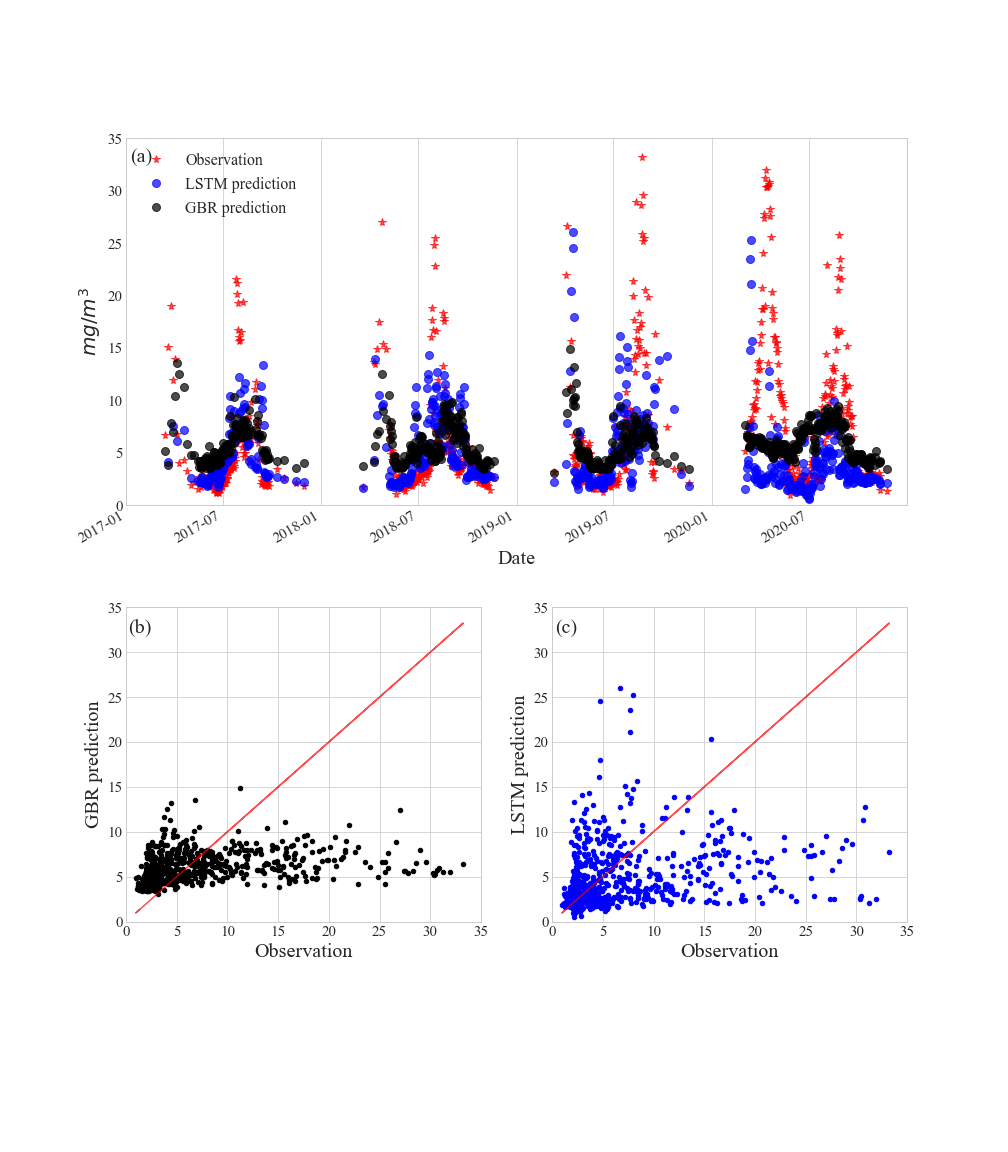 (a)
Observation
LSTM prediction
GBR prediction
35
30
25
20
15
10
5
0
mg/m³
2017-01
2017-07
2018-01
2018-07
2019-01
2019-07
2020-01
2020-07
Date
(b)
35
30
25
20
15
10
5
0
GBR prediction
0 5 10 15 20 25 30 35
Observation
(c)
35
30
25
20
15
10
5
0
LSTM prediction
0 5 10 15 20 25 30 35
Observation